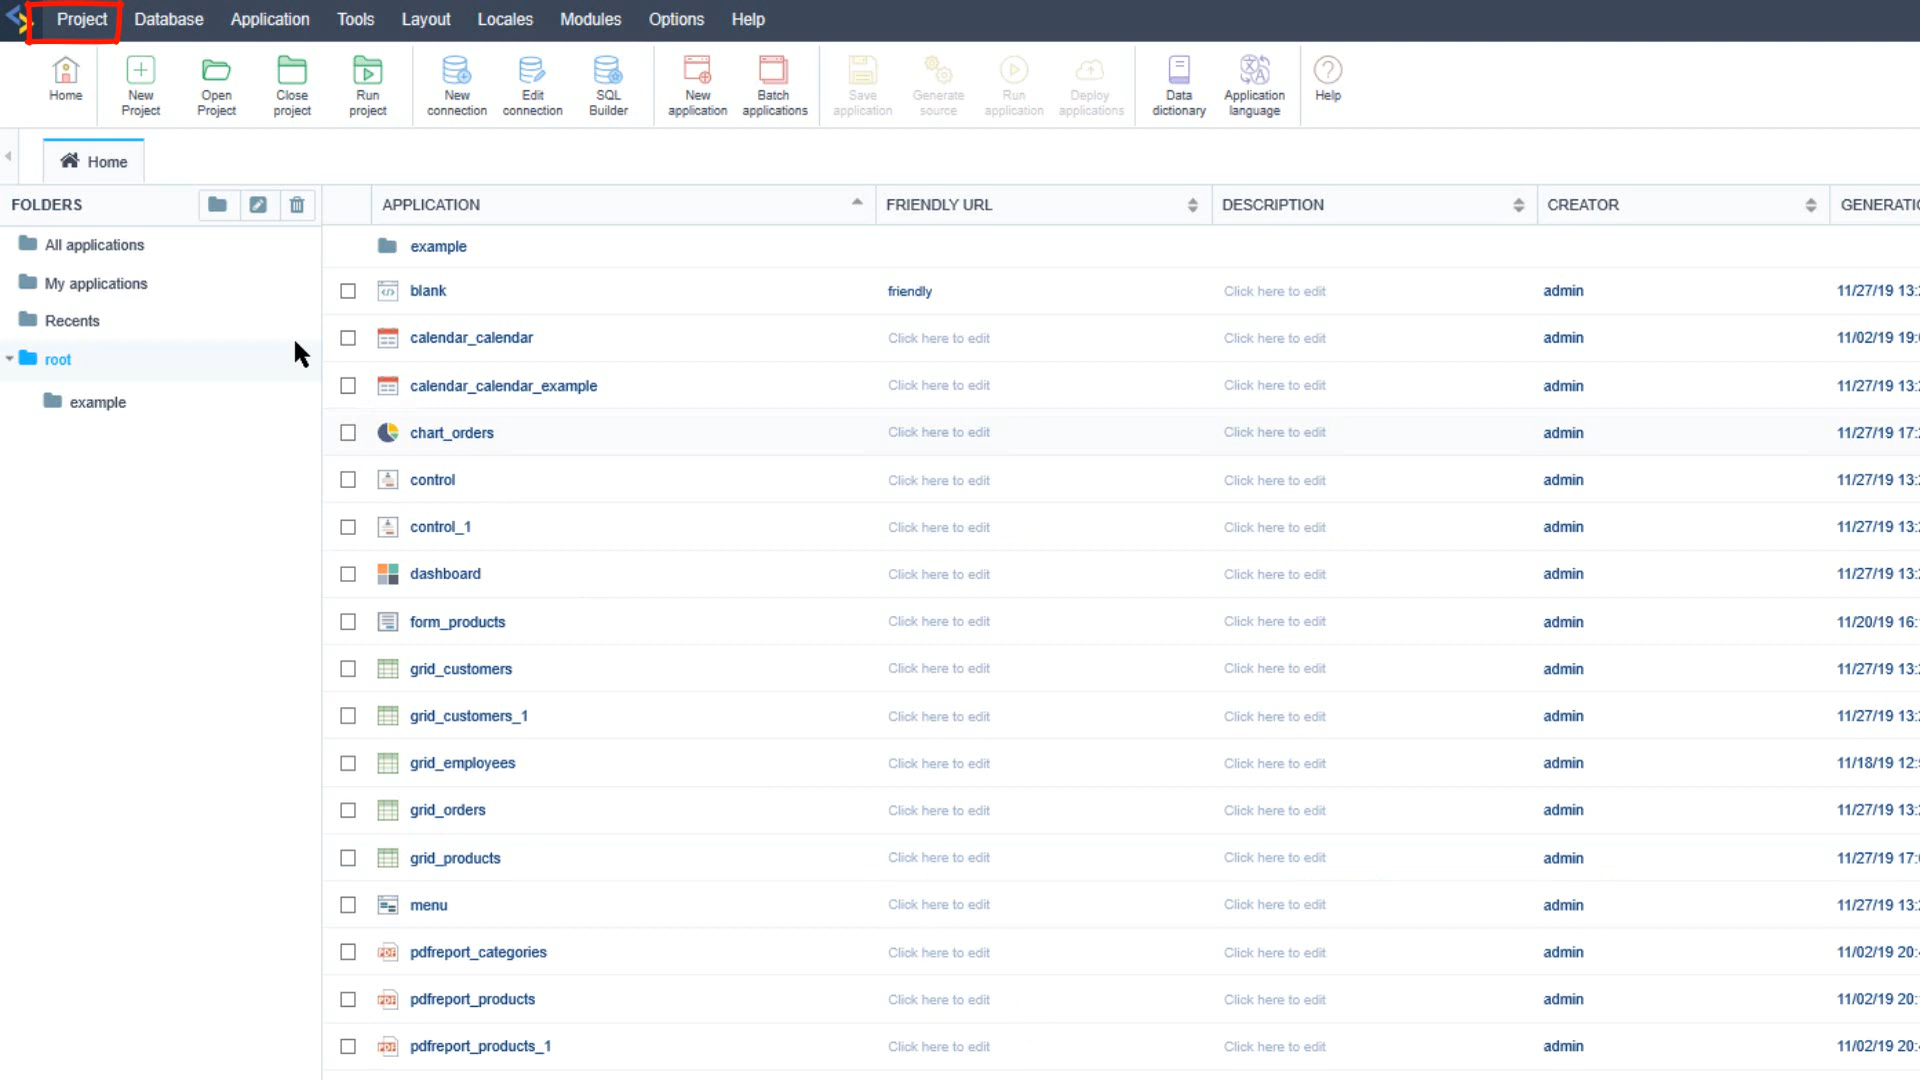 Project Database Application Tools Layout Locales Modules Options Help
Home New Project Open Project Close project Run project New connection Edit connection SQL Builder New application Batch applications Save application Generate source Run application Deploy applications Data dictionary Application language Help
Home
FOLDERS
All applications
My applications
Recents
root
example
APPLICATION FRIENDLY URL DESCRIPTION CREATOR GENERATIO
example
blank friendly Click here to edit admin 11/27/19 13:
calendar_calendar Click here to edit Click here to edit admin 11/02/19 19:
calendar_calendar_example Click here to edit Click here to edit admin 11/27/19 13:
chart_orders Click here to edit Click here to edit admin 11/27/19 17:
control Click here to edit Click here to edit admin 11/27/19 13:
control_1 Click here to edit Click here to edit admin 11/27/19 13:
dashboard Click here to edit Click here to edit admin 11/27/19 13:
form_products Click here to edit Click here to edit admin 11/20/19 16:
grid_customers Click here to edit Click here to edit admin 11/27/19 13:
grid_customers_1 Click here to edit Click here to edit admin 11/27/19 13:
grid_employees Click here to edit Click here to edit admin 11/18/19 12:
grid_orders Click here to edit Click here to edit admin 11/27/19 13:
grid_products Click here to edit Click here to edit admin 11/27/19 17:
menu Click here to edit Click here to edit admin 11/27/19 13:
pdfreport_categories Click here to edit Click here to edit admin 11/02/19 20:
pdfreport_products Click here to edit Click here to edit admin 11/02/19 20:
pdfreport_products_1 Click here to edit Click here to edit admin 11/02/19 20: